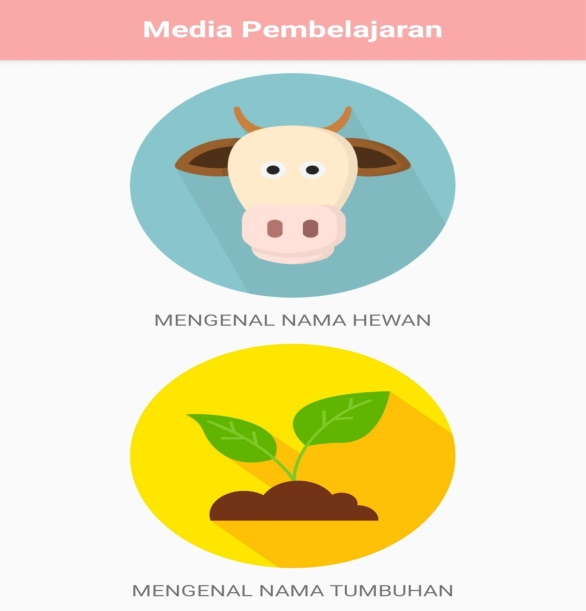 Media Pembelajaran
MENGENAL NAMA HEWAN
MENGENAL NAMA TUMBUHAN